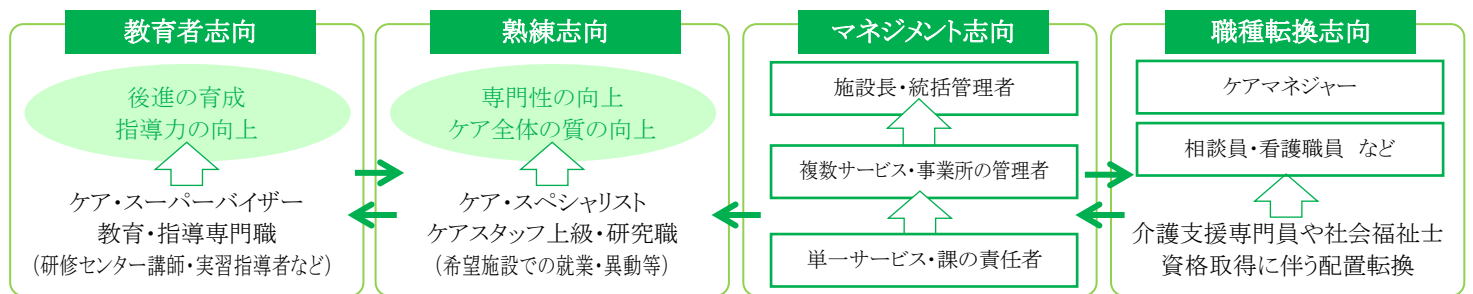 教育者志向
後進の育成
指導力の向上
ケア・スーパーバイザー
教育・指導専門職
（研修センター講師・実習指導者など）
熟練志向
専門性の向上
ケア全体の質の向上
ケア・スペシャリスト
ケアスタッフ上級・研究職
（希望施設での就業・異動等）
マネジメント志向
施設長・統括管理者
複数サービス・事業所の管理者
単一サービス・課の責任者
職種転換志向
ケアマネジャー
相談員・看護職員　など
介護支援専門員や社会福祉士
資格取得に伴う配置転換